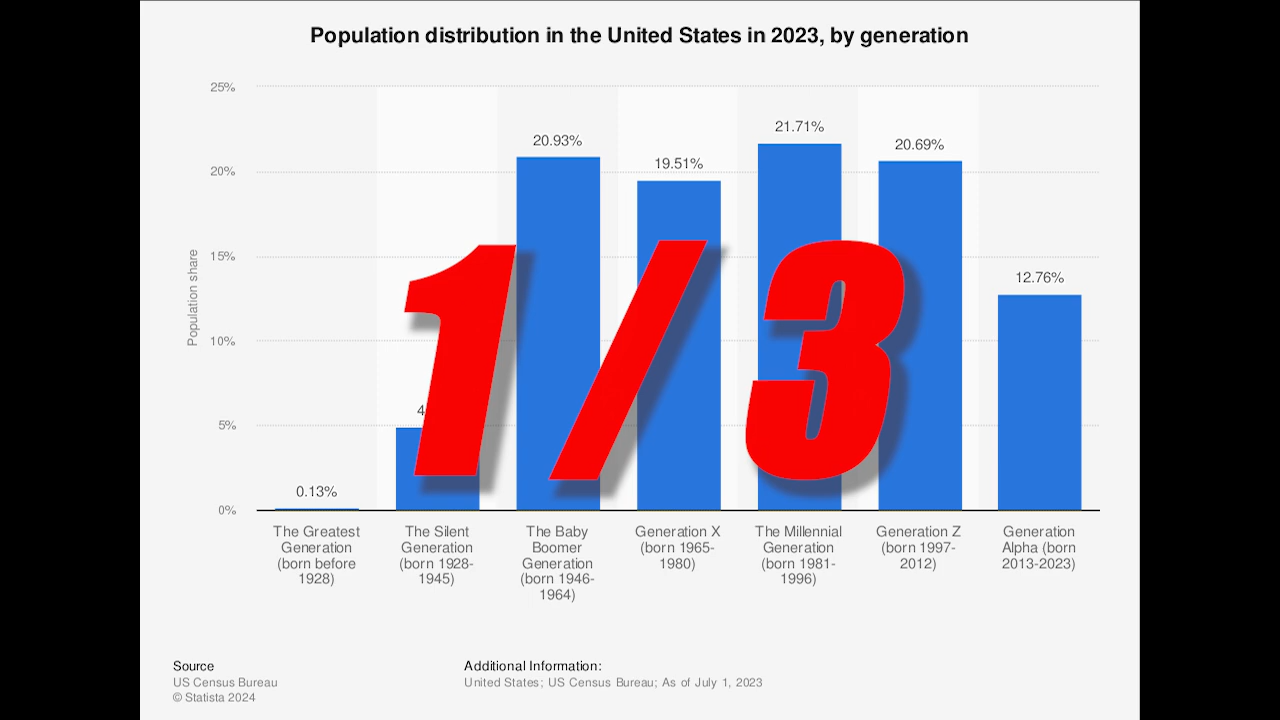 Population distribution in the United States in 2023, by generation
25%
20%
15%
10%
5%
0%
Population share
0.13%
4
20.93%
19.51%
21.71%
20.69%
12.76%
1/3
The Greatest
Generation
(born before
1928)
The Silent
Generation
(born 1928-
1945)
The Baby
Boomer
Generation
(born 1946-
1964)
Generation X
(born 1965-
1980)
The Millennial
Generation
(born 1981-
1996)
Generation Z
(born 1997-
2012)
Generation
Alpha (born
2013-2023)
Source
US Census Bureau
© Statista 2024
Additional Information:
United States; US Census Bureau; As of July 1, 2023